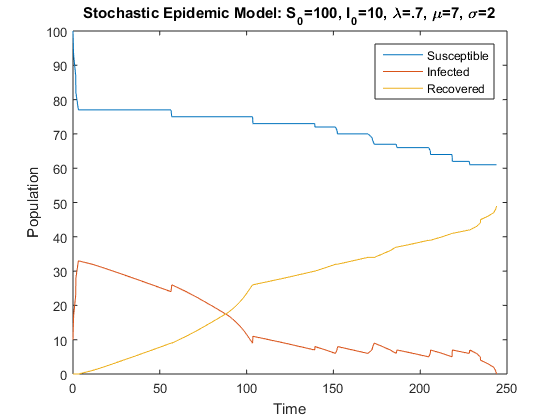 Stochastic Epidemic Model: S₀=100, I₀=10, λ=.7, μ=7, σ=2
Susceptible
Infected
Recovered
Population
100
90
80
70
60
50
40
30
20
10
0
0 50 100 150 200 250
Time